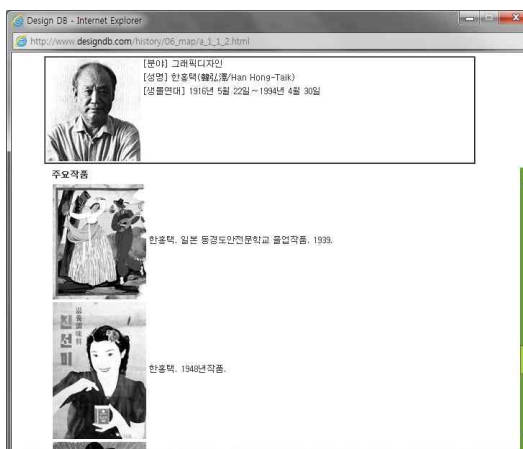 Design DB - Internet Explorer
http://www.designdb.com/history/06_map/a_1_1_2.html
[분야] 그래픽디자인
[성명] 한홍택(韓弘澤/Han Hong-Taik)
[생몰연대] 1916년 5월 22일 ~ 1994년 4월 30일
주요작품
한홍택. 일본 동경도안전문학교 졸업작품. 1939.
진선미
한홍택. 1948년작품.